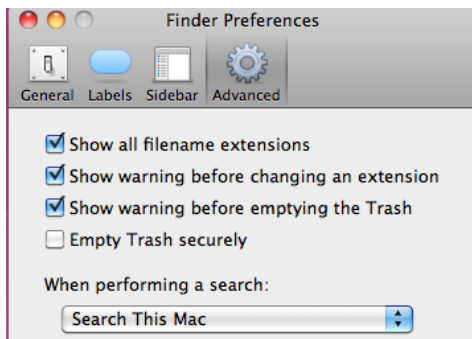 Finder Preferences
General Labels Sidebar Advanced
Show all filename extensions
Show warning before changing an extension
Show warning before emptying the Trash
Empty Trash securely
When performing a search:
Search This Mac